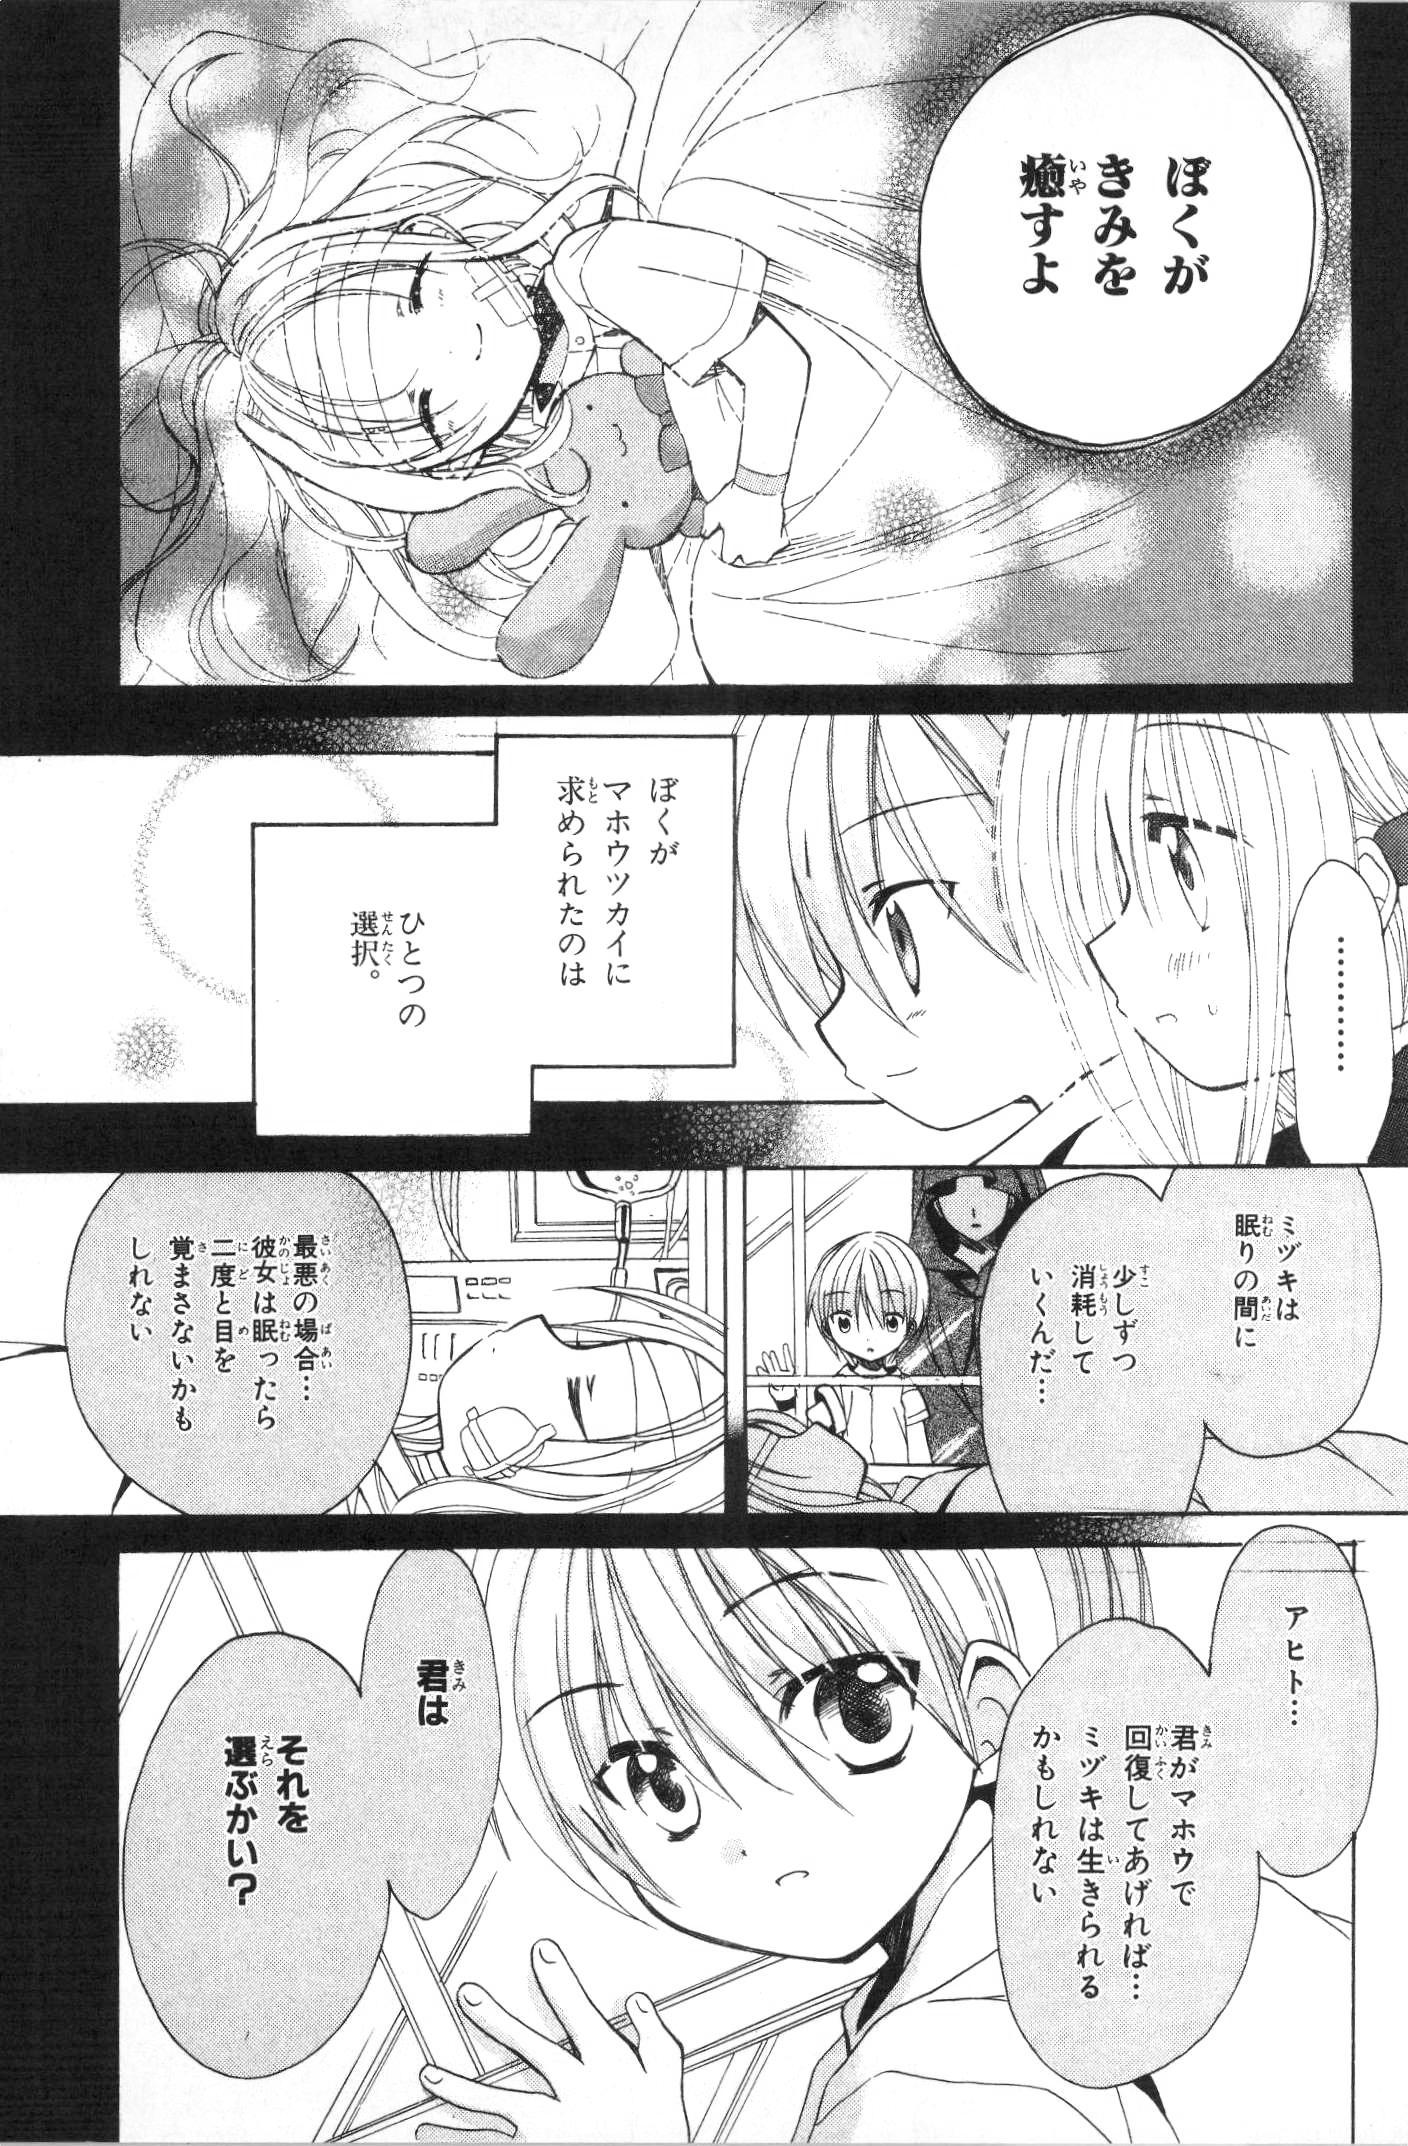 ぼくが
きみを
癒すよ
…………
ぼくが
マホウツカイに
求められたのは
ひとつの
選択。
ミヅキは
眠りの間に
少しずつ
消耗して
いくんだ…
最悪の場合…
彼女は眠ったら
二度と目を
覚まさないかも
しれない
アヒト…
君がマホウで
回復してあげれば…
ミヅキは生きられる
かもしれない
君は
それを
選ぶかい？